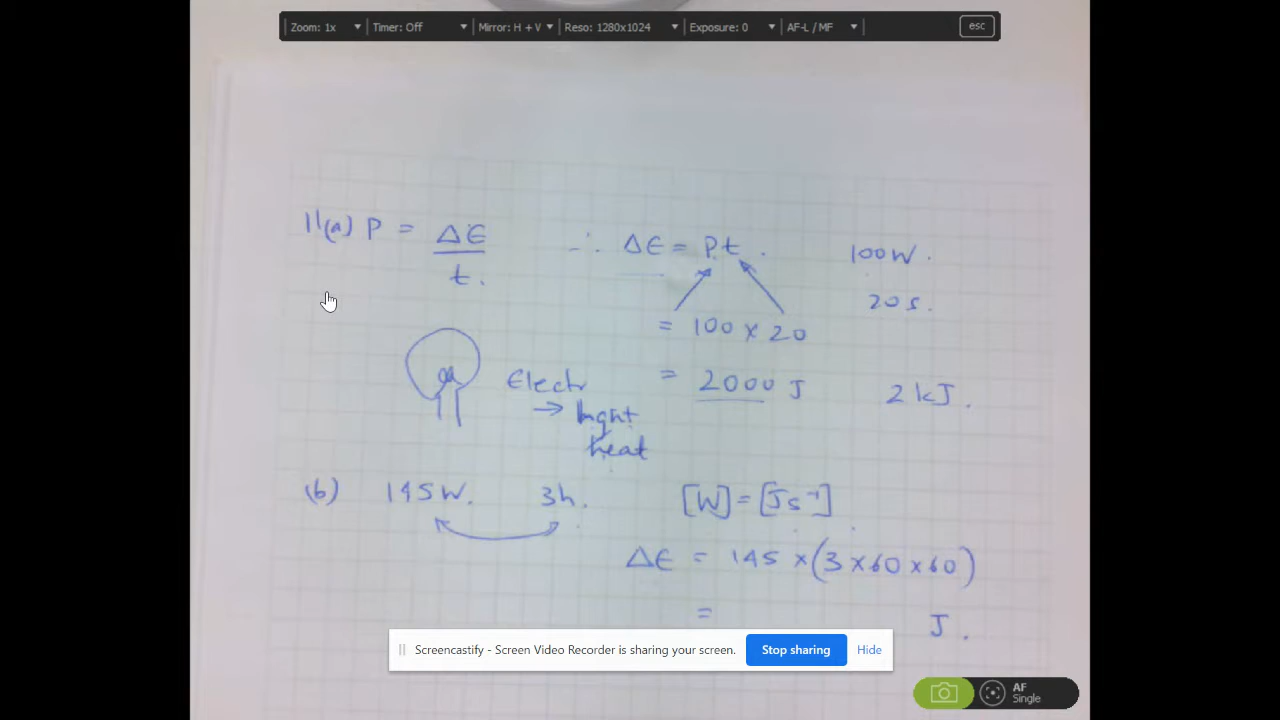 Zoom: 1x Timer: Off Mirror: H + V Reso: 1280x1024 Exposure: 0 AF-L / MF esc
11(a) P = ΔE / t.
∴ ΔE = Pt.
100W.
20s.
= 100 × 20
= 2000 J
2kJ.
Electr
→ light
heat
(b) 145W. 3h. [W] = [Js⁻¹]
ΔE = 145 × (3 × 60 × 60)
= J.
Screencastify - Screen Video Recorder is sharing your screen. Stop sharing Hide
AF
Single